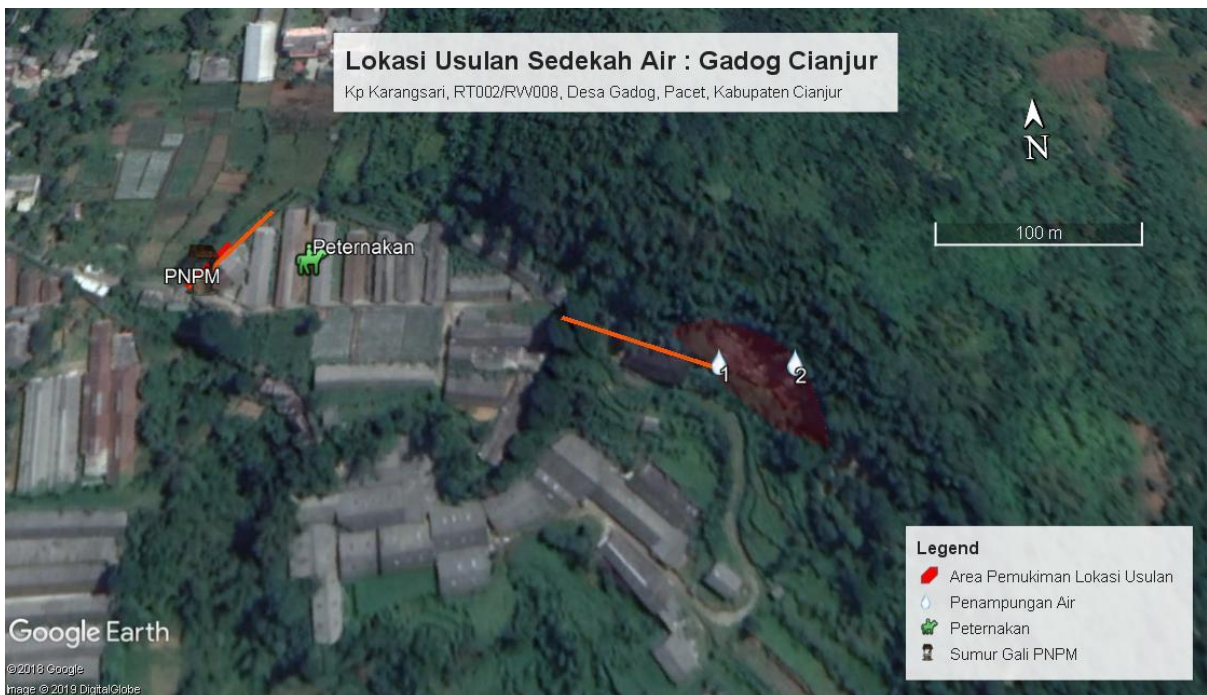 Lokasi Usulan Sedekah Air : Gadog Cianjur
Kp Karangsari, RT002/RW008, Desa Gadog, Pacet, Kabupaten Cianjur
N
100 m
Peternakan
PNPM
1
2
Legend
Area Pemukiman Lokasi Usulan
Penampungan Air
Peternakan
Sumur Gali PNPM
Google Earth
©2018 Google
Image © 2019 DigitalGlobe